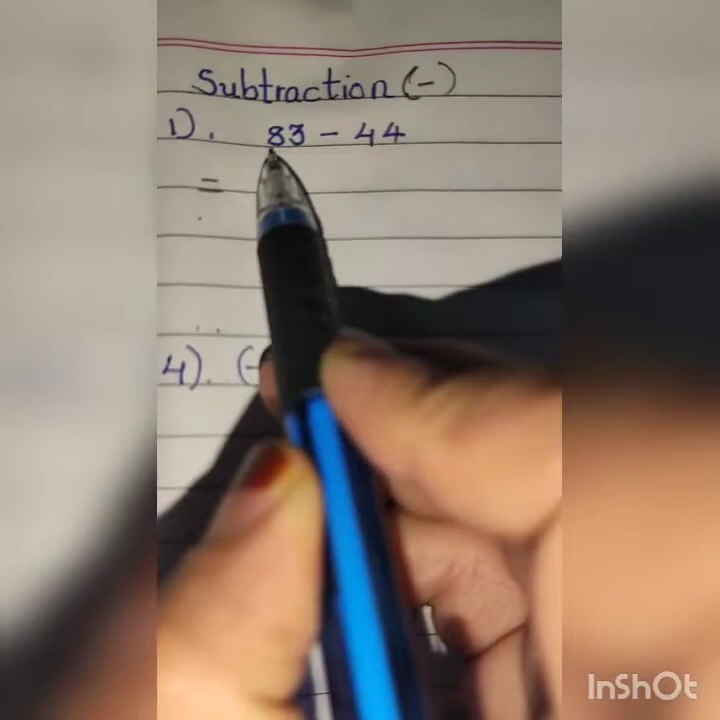 Subtraction (-)
1). 83 - 44
=
4). (-
InShOt